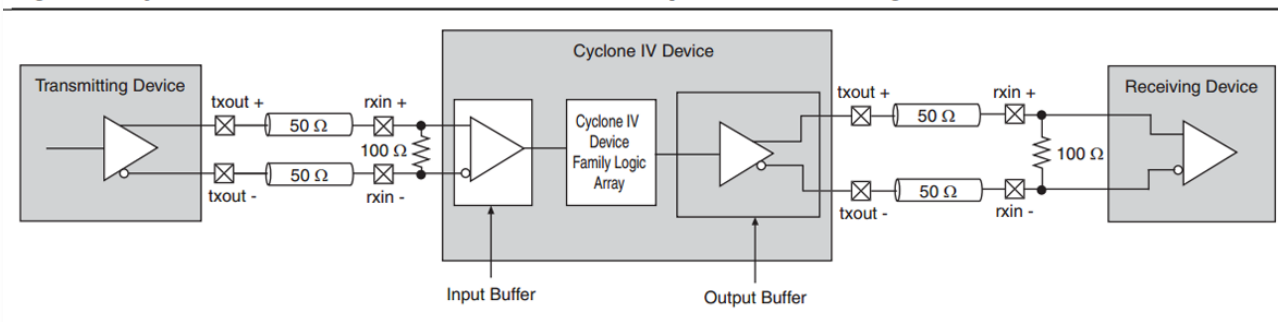 Cyclone IV Device
Transmitting Device
txout +
rxin +
50 Ω
100 Ω
50 Ω
txout -
rxin -
Cyclone IV
Device
Family Logic
Array
txout +
rxin +
Receiving Device
50 Ω
100 Ω
50 Ω
txout -
rxin -
Input Buffer
Output Buffer